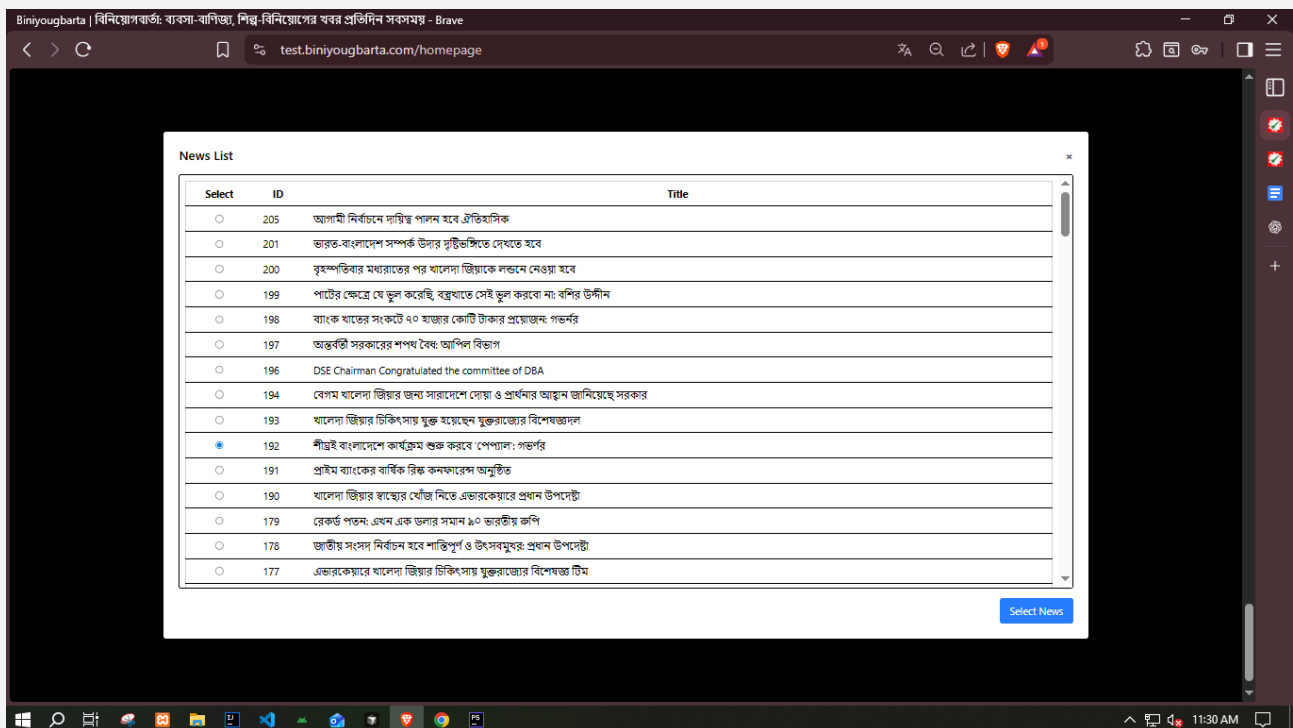 Biniyougbarta | বিনিয়োগবার্তা: ব্যবসা-বাণিজ্য, শিল্প-বিনিয়োগের খবর প্রতিদিন সবসময় - Brave
test.biniyougbarta.com/homepage
1
News List
×
Select ID Title
205 আগামী নির্বাচনে দায়িত্ব পালন হবে ঐতিহাসিক
201 ভারত-বাংলাদেশ সম্পর্ক উদার দৃষ্টিভঙ্গিতে দেখতে হবে
200 বৃহস্পতিবার মধ্যরাতের পর খালেদা জিয়াকে লন্ডনে নেওয়া হবে
199 পাটের ক্ষেত্রে যে ভুল করেছি, বস্ত্রখাতে সেই ভুল করবো না: বশির উদ্দীন
198 ব্যাংক খাতের সংকটে ৭০ হাজার কোটি টাকার প্রয়োজন: গভর্নর
197 অন্তর্বর্তী সরকারের শপথ বৈধ: আপিল বিভাগ
196 DSE Chairman Congratulated the committee of DBA
194 বেগম খালেদা জিয়ার জন্য সারাদেশে দোয়া ও প্রার্থনার আহ্বান জানিয়েছে সরকার
193 খালেদা জিয়ার চিকিৎসায় যুক্ত হয়েছেন যুক্তরাজ্যের বিশেষজ্ঞদল
192 শীঘ্রই বাংলাদেশে কার্যক্রম শুরু করবে 'পেপ্যাল': গভর্ণর
191 প্রাইম ব্যাংকের বার্ষিক রিস্ক কনফারেন্স অনুষ্ঠিত
190 খালেদা জিয়ার স্বাস্থ্যের খোঁজ নিতে এভারকেয়ারে প্রধান উপদেষ্টা
179 রেকর্ড পতন: এখন এক ডলার সমান ৯০ ভারতীয় রুপি
178 জাতীয় সংসদ নির্বাচন হবে শান্তিপূর্ণ ও উৎসবমুখর: প্রধান উপদেষ্টা
177 এভারকেয়ারে খালেদা জিয়ার চিকিৎসায় যুক্তরাজ্যের বিশেষজ্ঞ টিম
Select News
11:30 AM